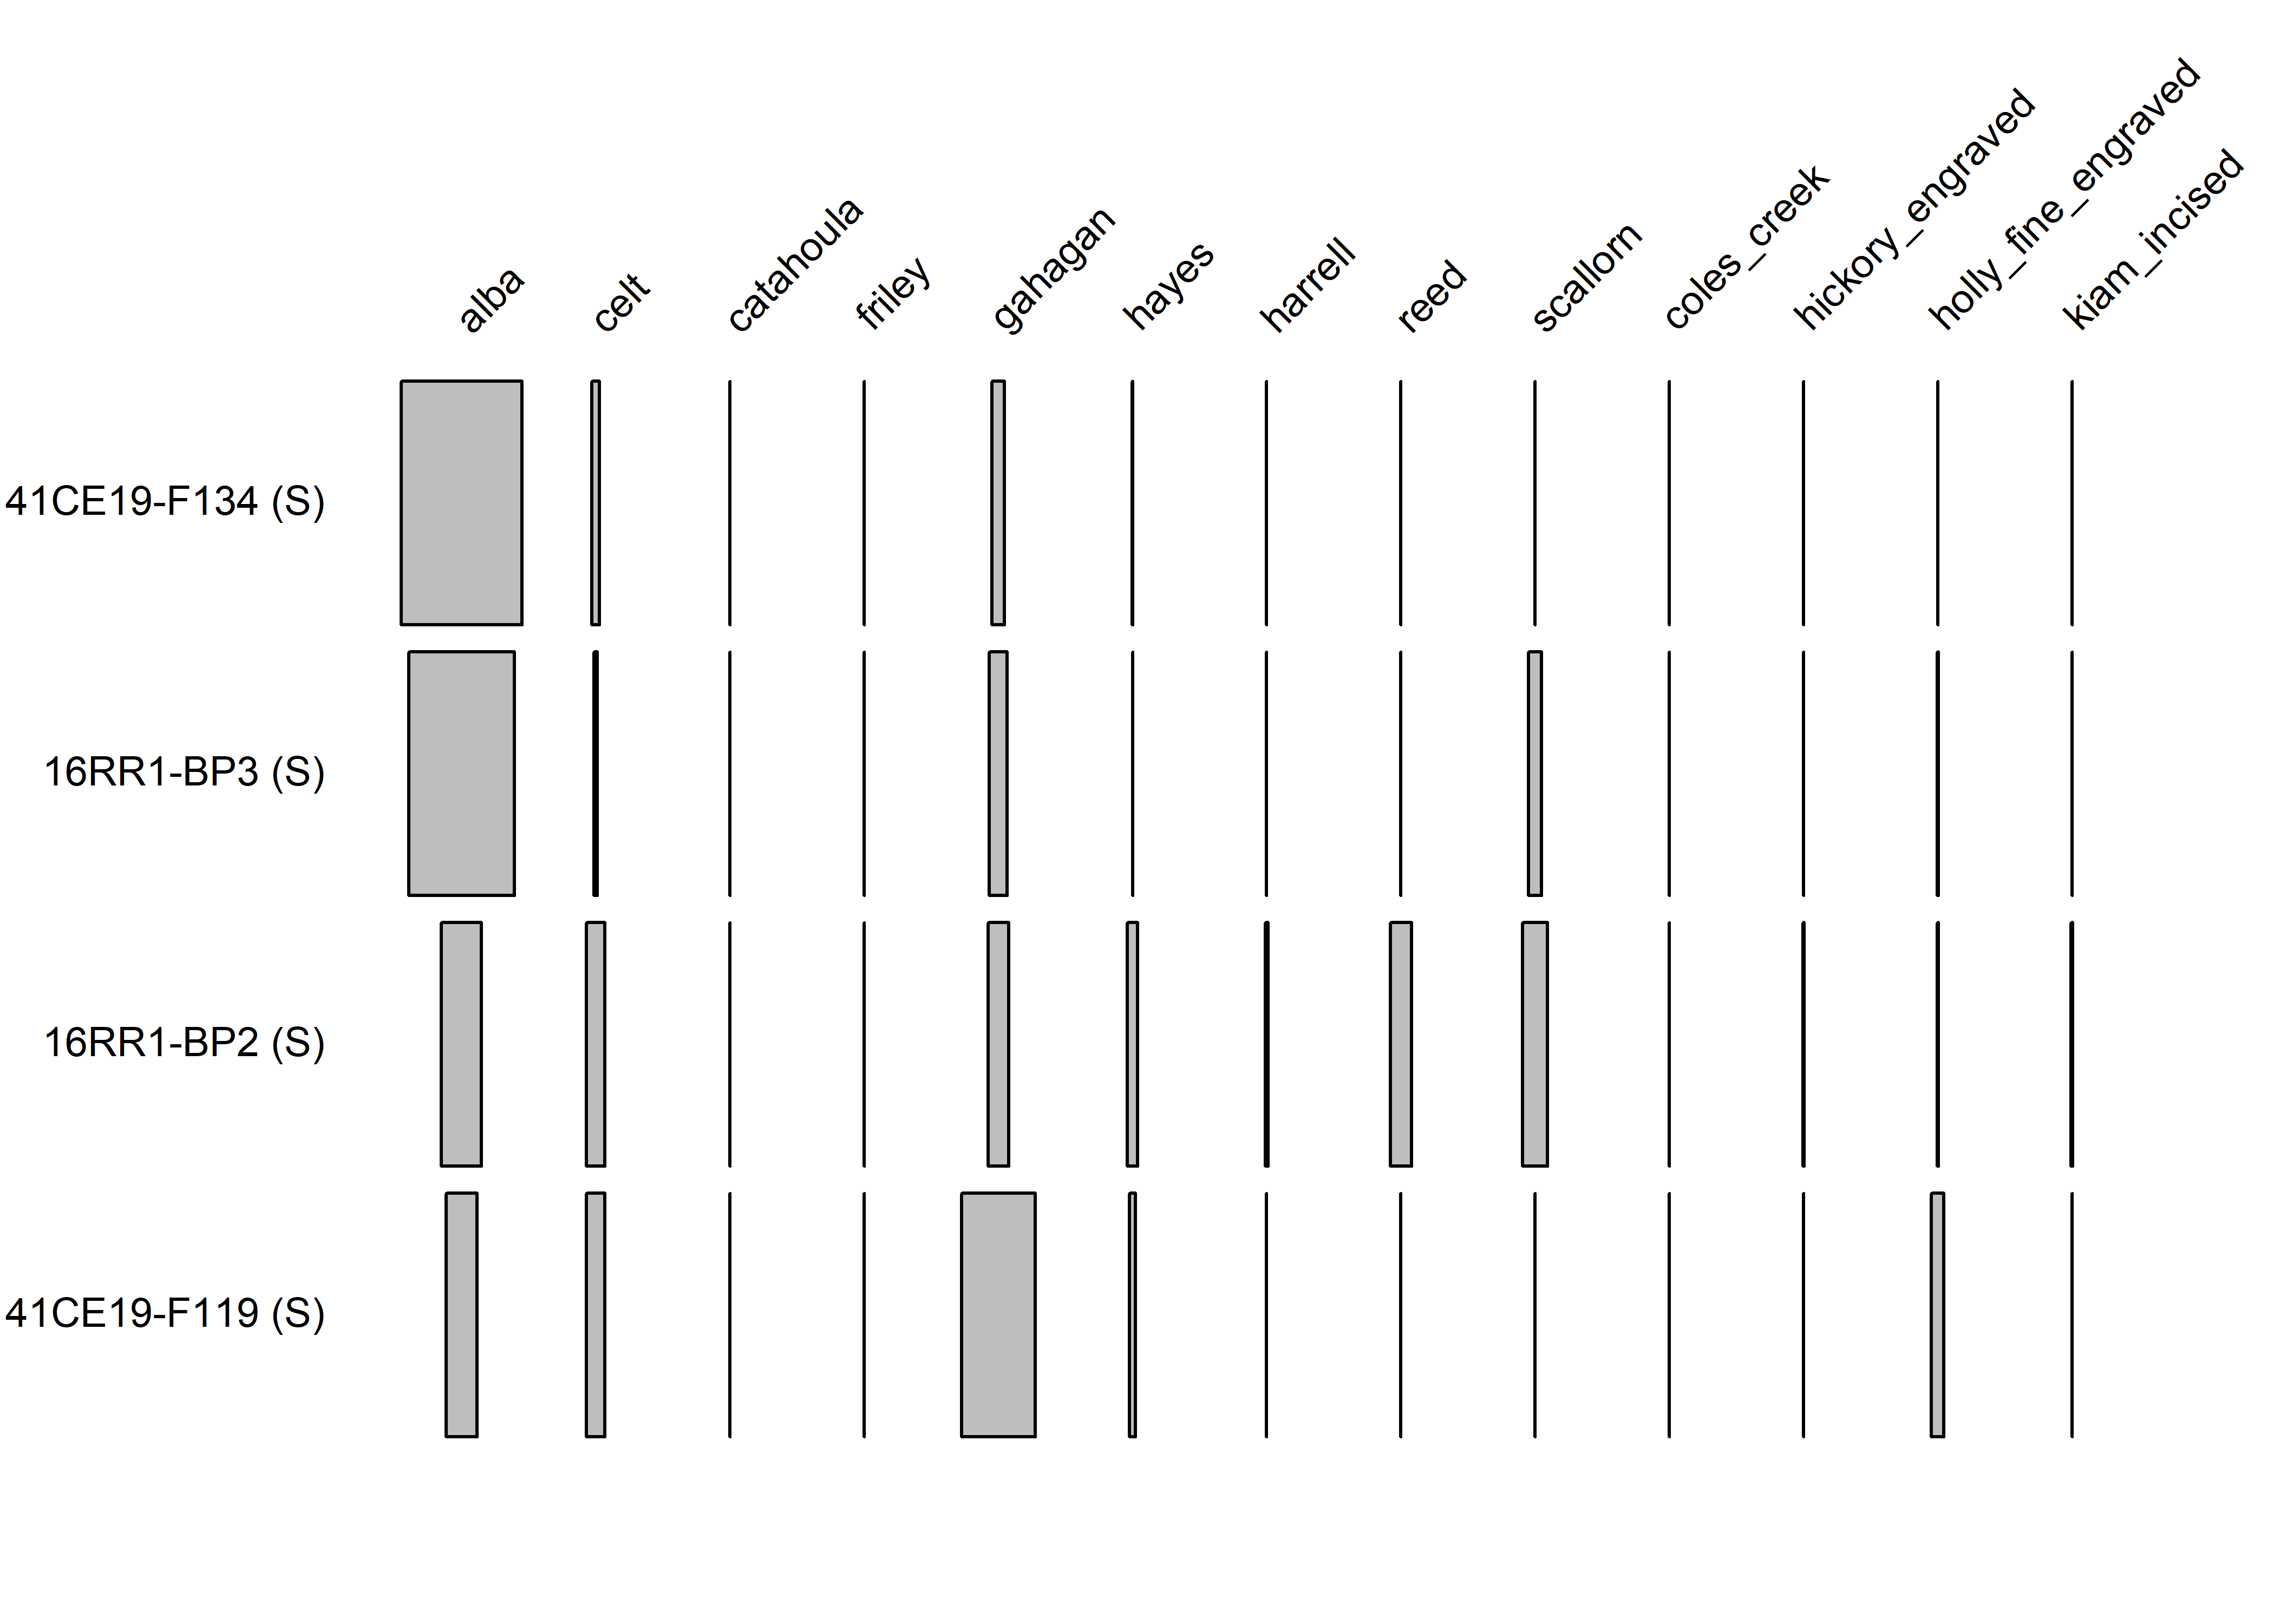 alba
celt
catahoula
friley
gahagan
hayes
harrell
reed
scallorn
coles_creek
hickory_engraved
holly_fine_engraved
kiam_incised
41CE19-F134 (S)
16RR1-BP3 (S)
16RR1-BP2 (S)
41CE19-F119 (S)